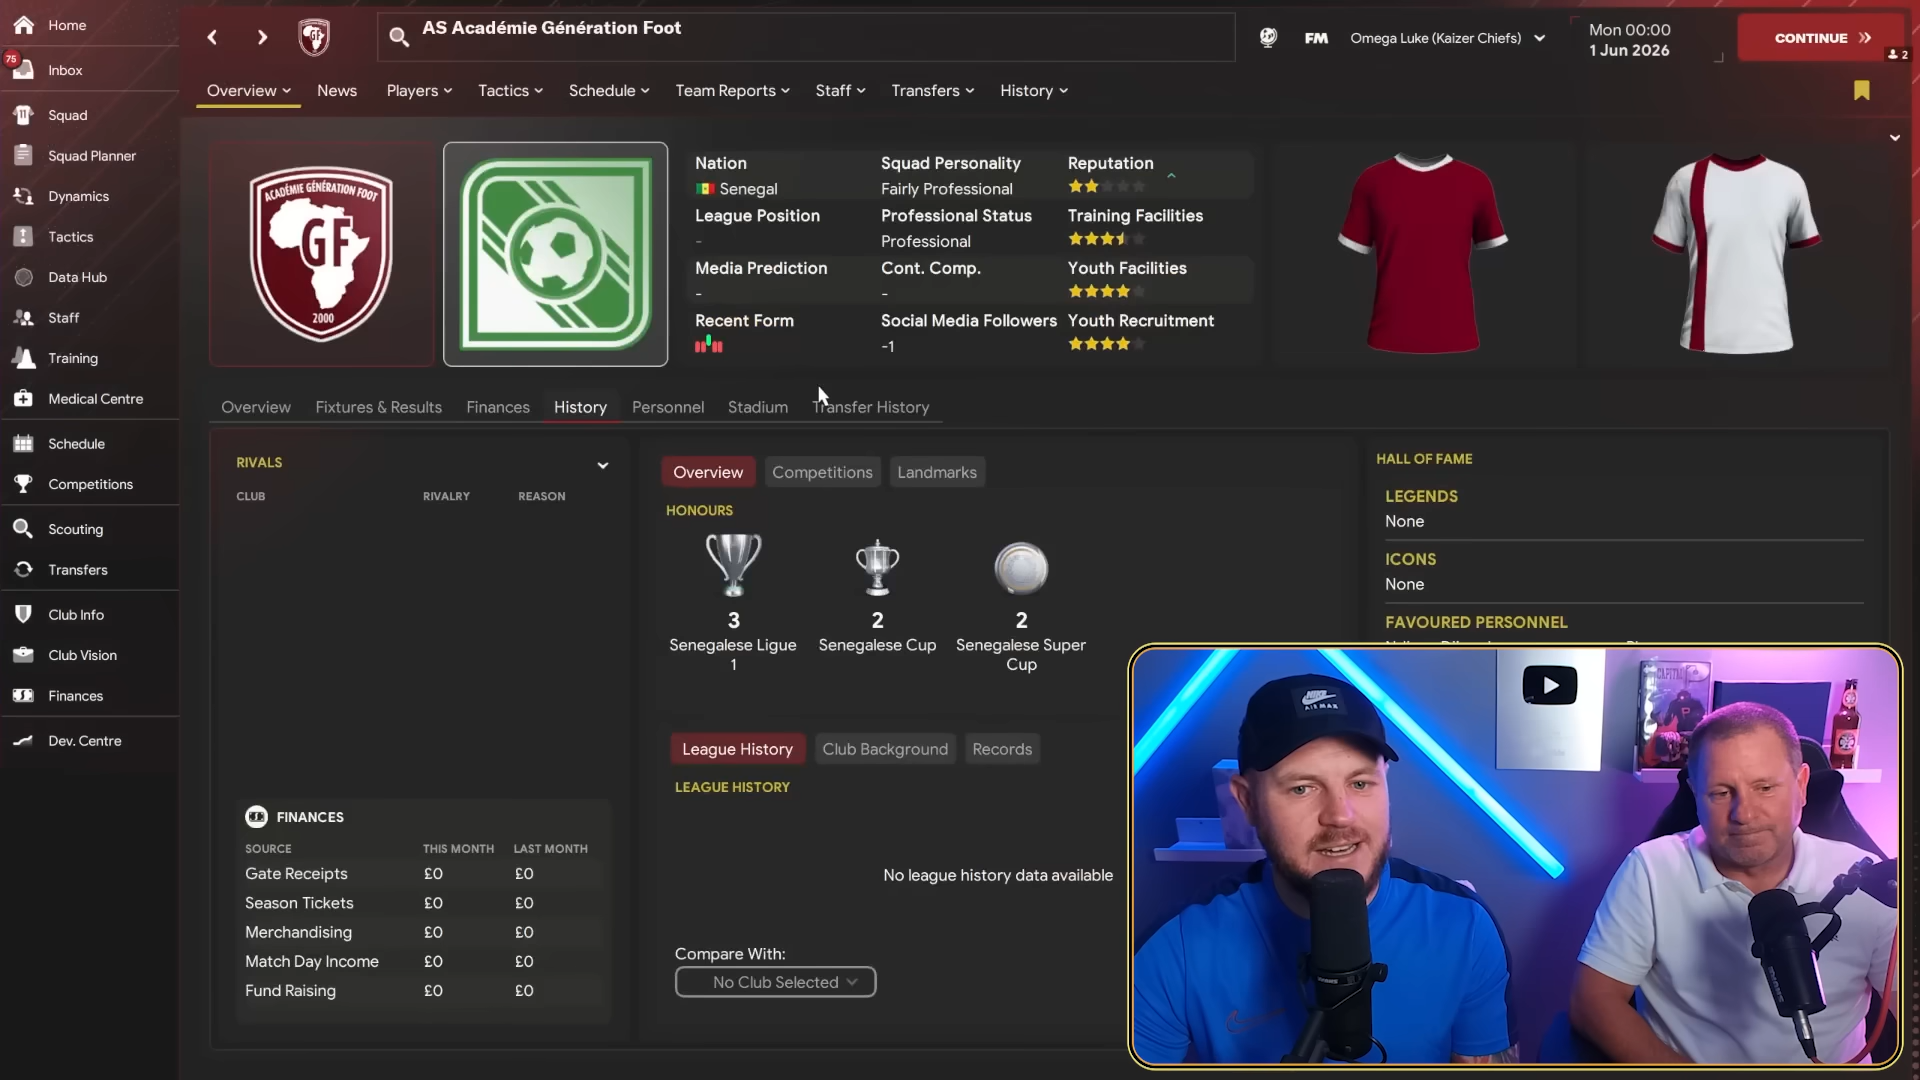 Home
75
Inbox
Squad
Squad Planner
Dynamics
Tactics
Data Hub
Staff
Training
Medical Centre
Schedule
Competitions
Scouting
Transfers
Club Info
Club Vision
Finances
Dev. Centre
AS Académie Génération Foot
FM
Omega Luke (Kaizer Chiefs)
Mon 00:00
1 Jun 2026
CONTINUE
2
Overview
News
Players
Tactics
Schedule
Team Reports
Staff
Transfers
History
ACADÉMIE GÉNÉRATION FOOT
GF
2000
Nation
Senegal
League Position
-
Media Prediction
-
Recent Form
Squad Personality
Fairly Professional
Professional Status
Professional
Cont. Comp.
-
Social Media Followers
-1
Reputation
Training Facilities
Youth Facilities
Youth Recruitment
Overview
Fixtures & Results
Finances
History
Personnel
Stadium
Transfer History
RIVALS
CLUB RIVALRY REASON
FINANCES
SOURCE THIS MONTH LAST MONTH
Gate Receipts £0 £0
Season Tickets £0 £0
Merchandising £0 £0
Match Day Income £0 £0
Fund Raising £0 £0
Overview
Competitions
Landmarks
HONOURS
3
Senegalese Ligue
1
2
Senegalese Cup
2
Senegalese Super
Cup
League History
Club Background
Records
LEAGUE HISTORY
No league history data available
Compare With:
No Club Selected
HALL OF FAME
LEGENDS
None
ICONS
None
FAVOURED PERSONNEL
NIKE
AIR MAX